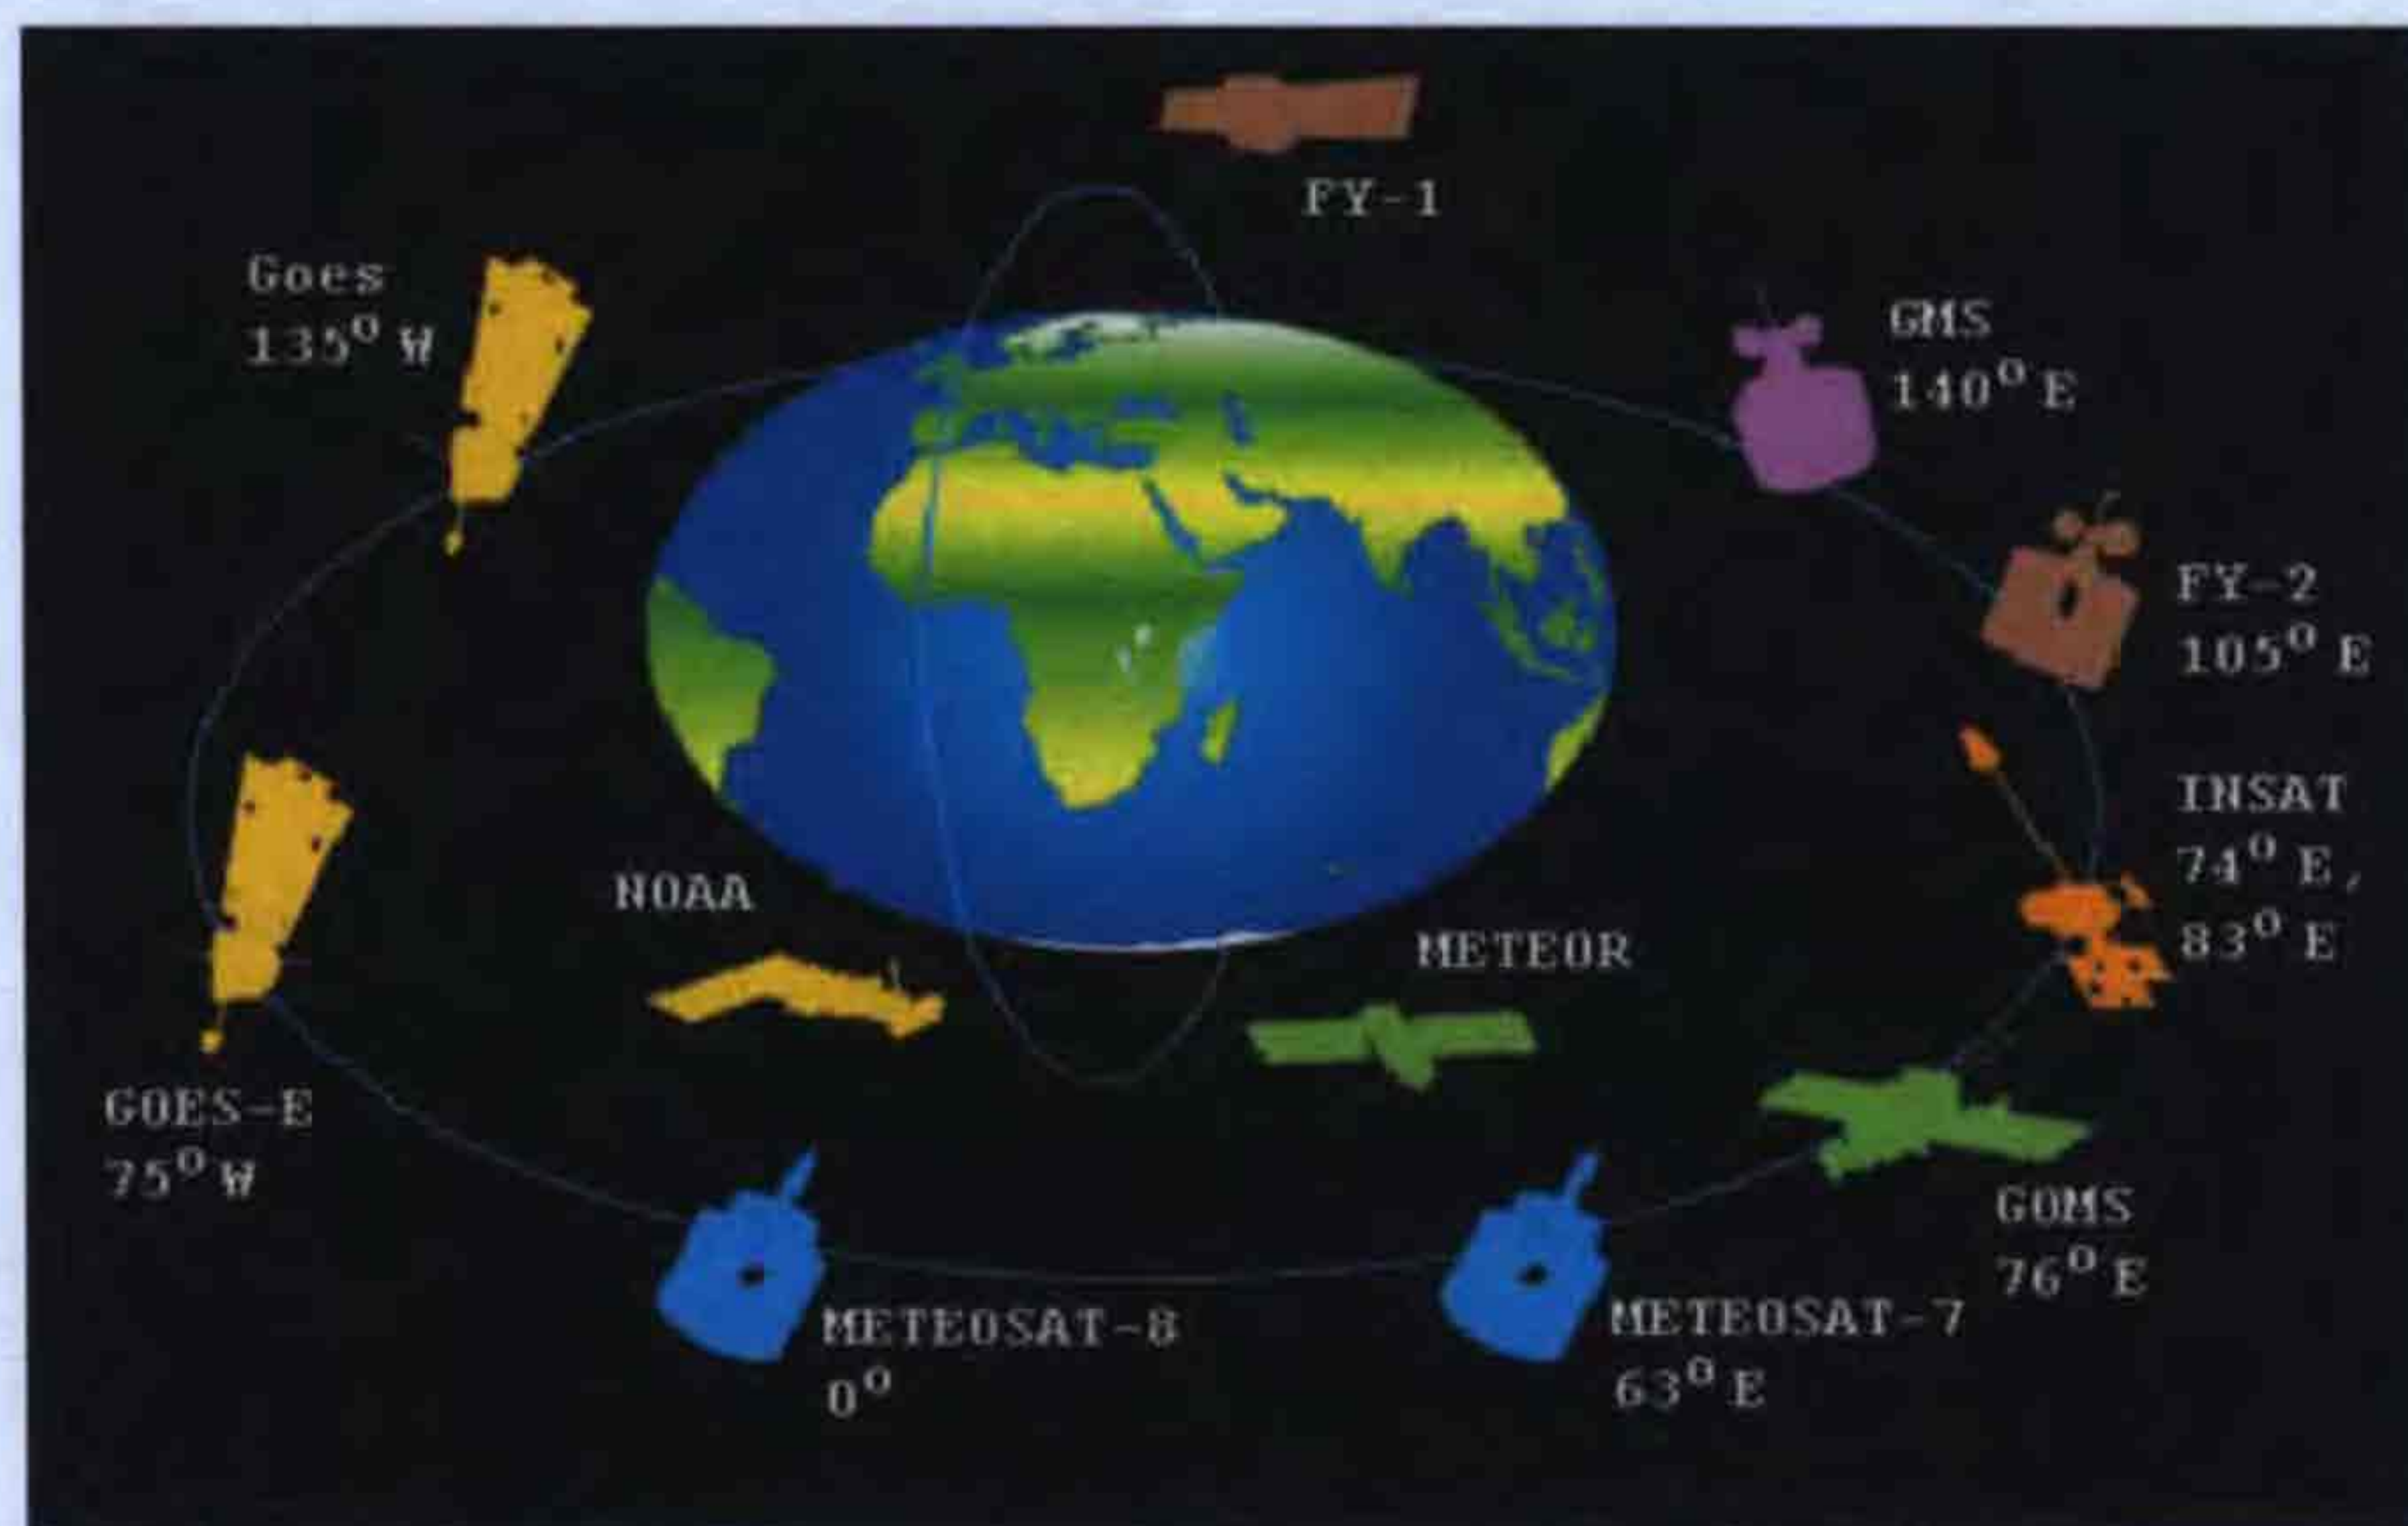 FY-1
Goes
135° W
GMS
140° E
FY-2
105° E
INSAT
74° E,
83° E
NOAA
METEOR
GOES-E
75° W
GOMS
76° E
METEOSAT-8
0°
METEOSAT-7
63° E